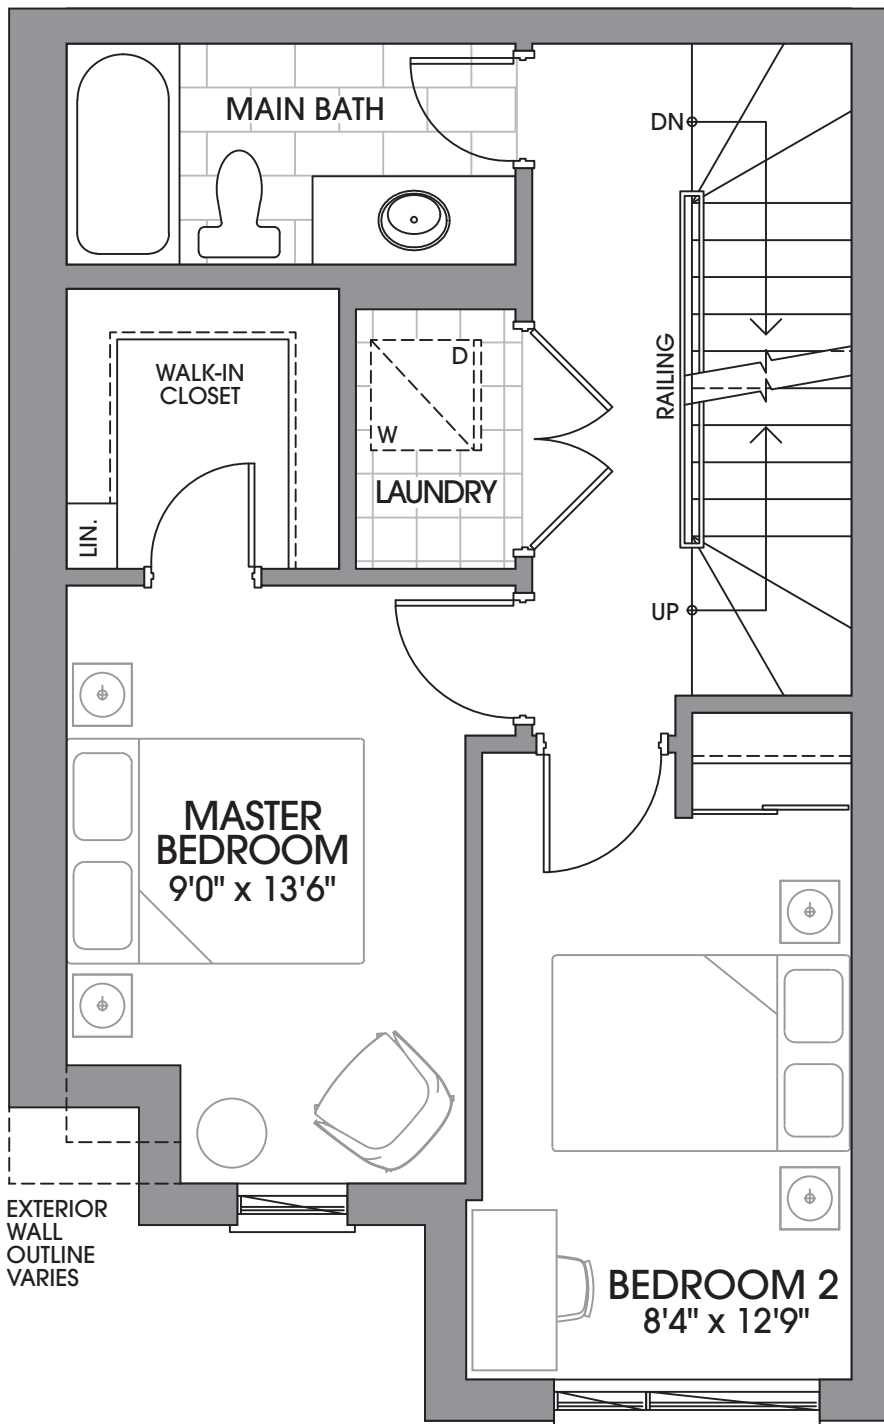 MAIN BATH
DN
WALK-IN
CLOSET
D
W
RAILING
LAUNDRY
LIN.
UP
MASTER
BEDROOM
9'0" x 13'6"
EXTERIOR
WALL
OUTLINE
VARIES
BEDROOM 2
8'4" x 12'9"